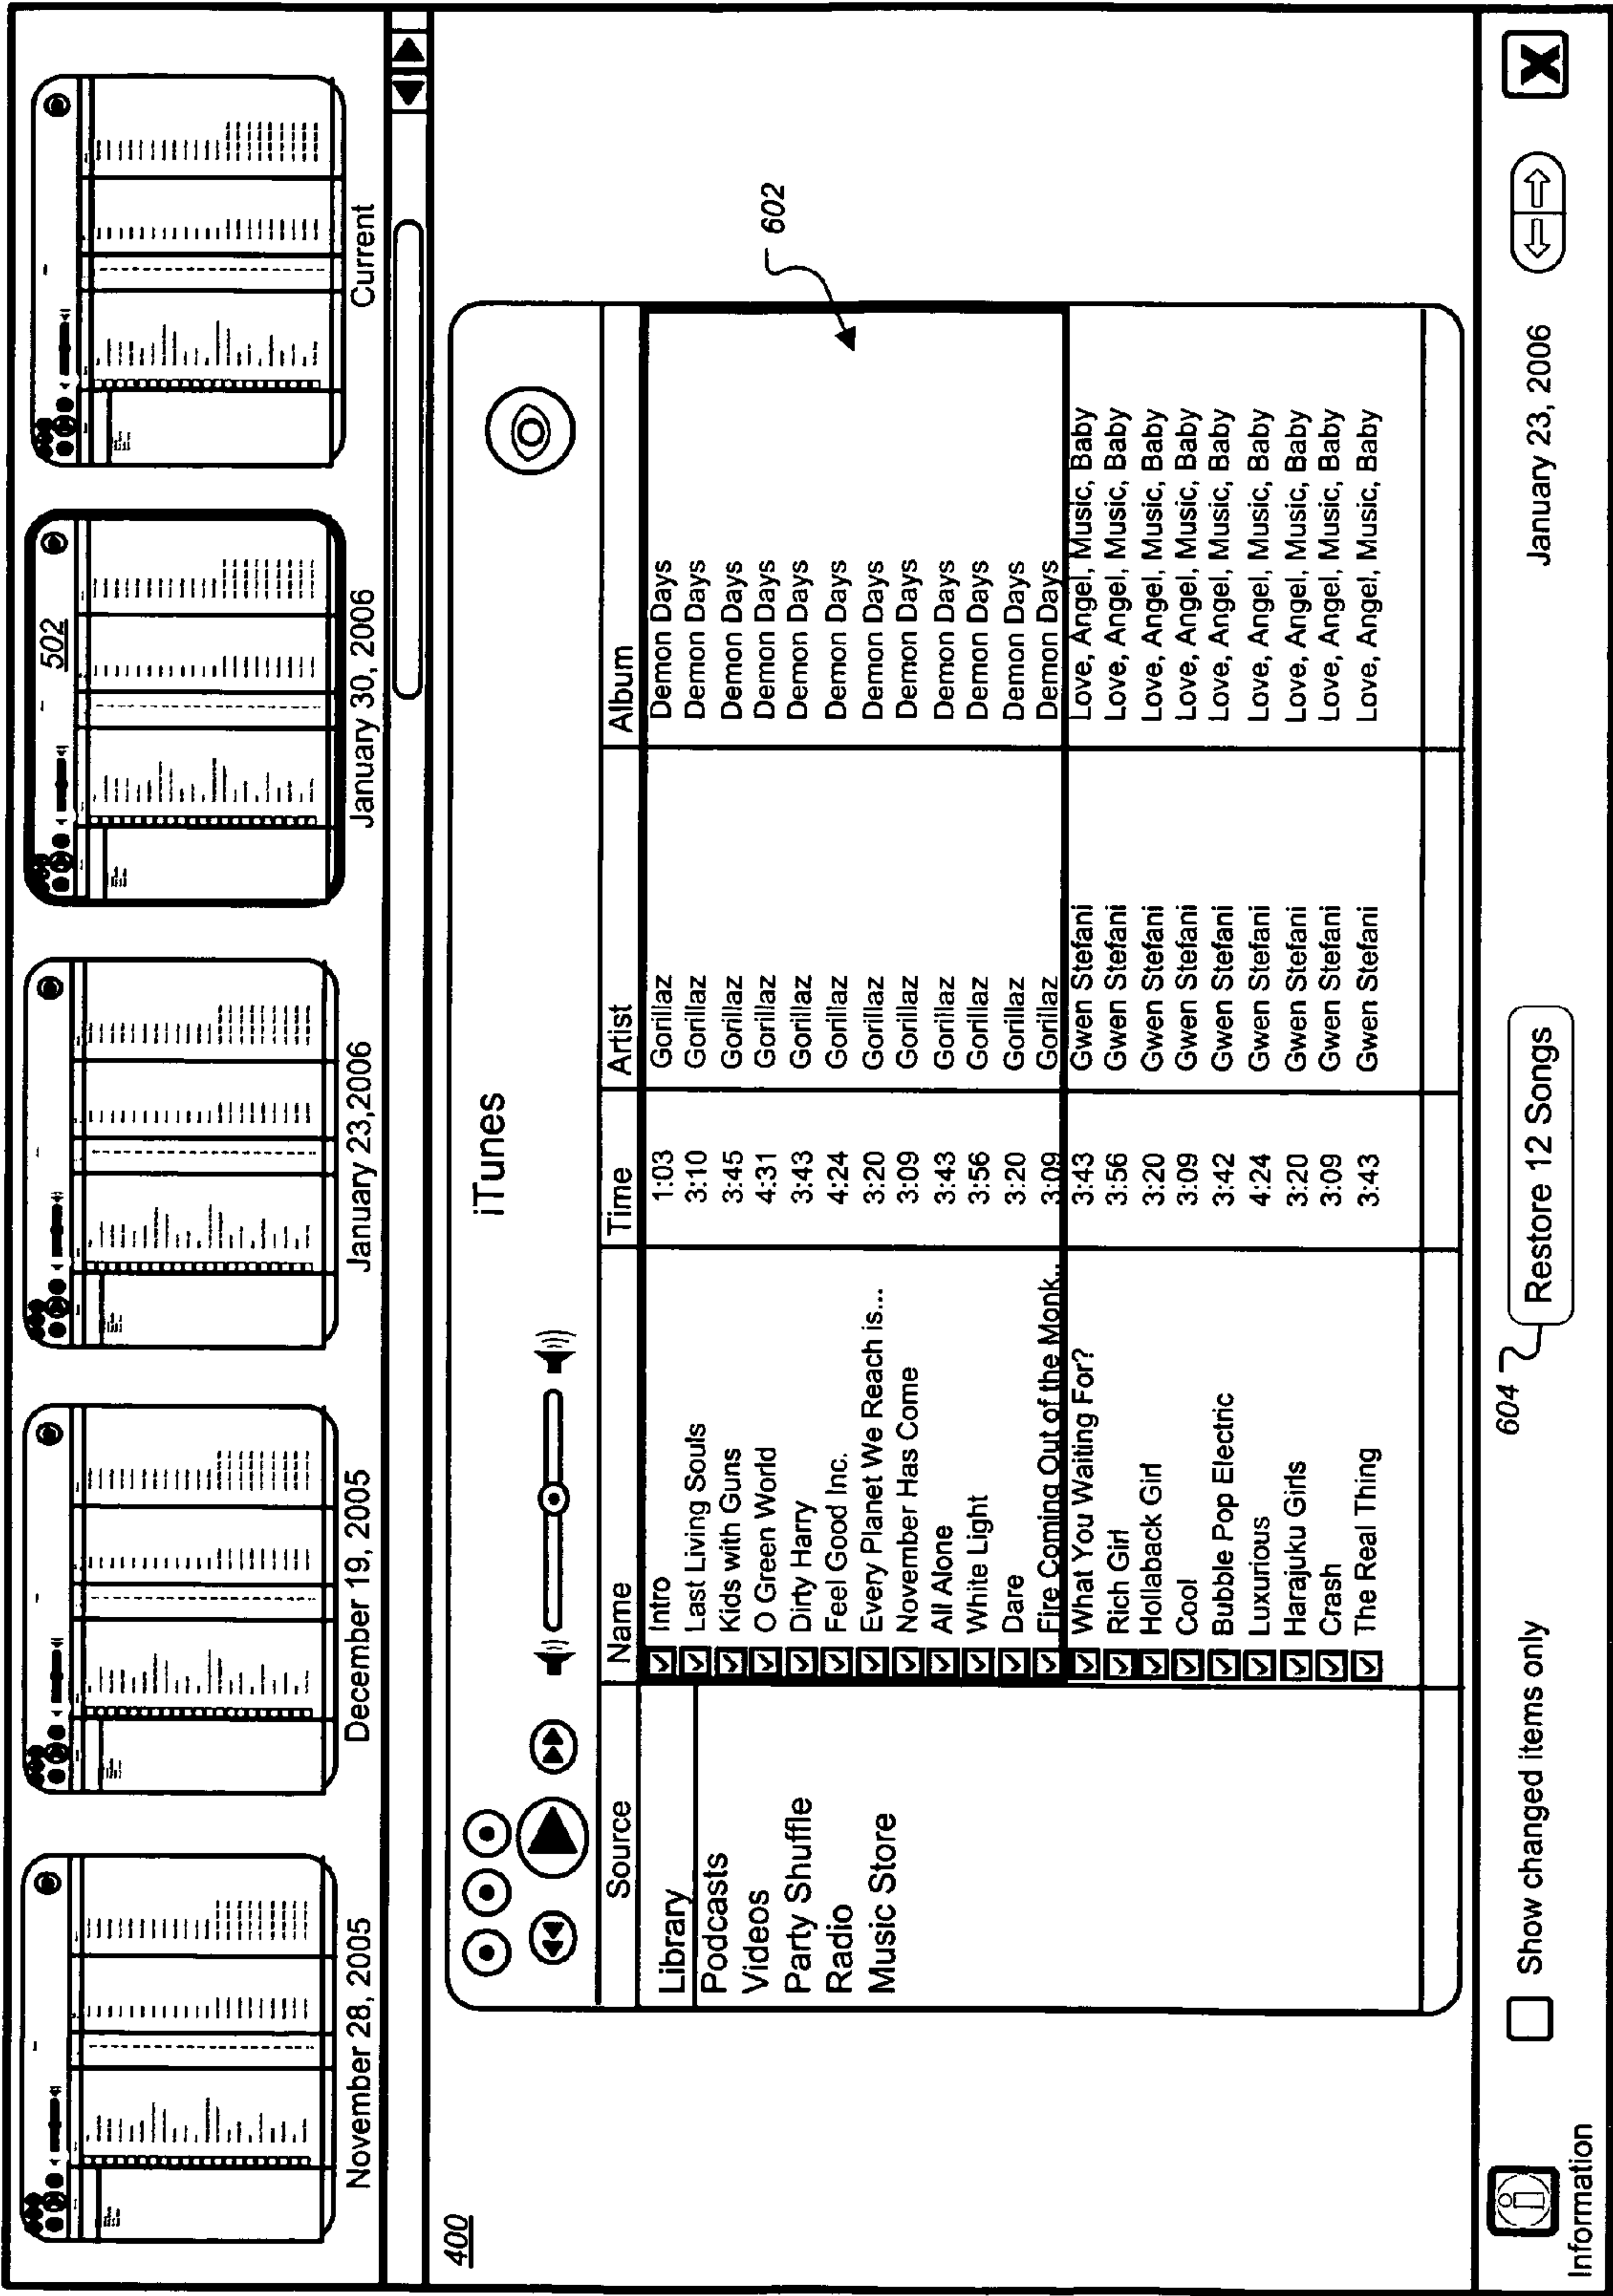 502
November 28, 2005
December 19, 2005
January 23,2006
January 30, 2006
Current
400
iTunes
Source Name Time Artist Album
Library
Podcasts
Videos
Party Shuffle
Radio
Music Store
Intro 1:03 Gorillaz Demon Days
Last Living Souls 3:10 Gorillaz Demon Days
Kids with Guns 3:45 Gorillaz Demon Days
O Green World 4:31 Gorillaz Demon Days
Dirty Harry 3:43 Gorillaz Demon Days
Feel Good Inc. 4:24 Gorillaz Demon Days
Every Planet We Reach is... 3:20 Gorillaz Demon Days
November Has Come 3:09 Gorillaz Demon Days
All Alone 3:43 Gorillaz Demon Days
White Light 3:56 Gorillaz Demon Days
Dare 3:20 Gorillaz Demon Days
Fire Coming Out of the Monk.. 3:09 Gorillaz Demon Days
What You Waiting For? 3:43 Gwen Stefani Love, Angel, Music, Baby
Rich Girl 3:56 Gwen Stefani Love, Angel, Music, Baby
Hollaback Girl 3:20 Gwen Stefani Love, Angel, Music, Baby
Cool 3:09 Gwen Stefani Love, Angel, Music, Baby
Bubble Pop Electric 3:42 Gwen Stefani Love, Angel, Music, Baby
Luxurious 4:24 Gwen Stefani Love, Angel, Music, Baby
Harajuku Girls 3:20 Gwen Stefani Love, Angel, Music, Baby
Crash 3:09 Gwen Stefani Love, Angel, Music, Baby
The Real Thing 3:43 Gwen Stefani Love, Angel, Music, Baby
602
604
Information
Show changed items only
Restore 12 Songs
January 23, 2006
X